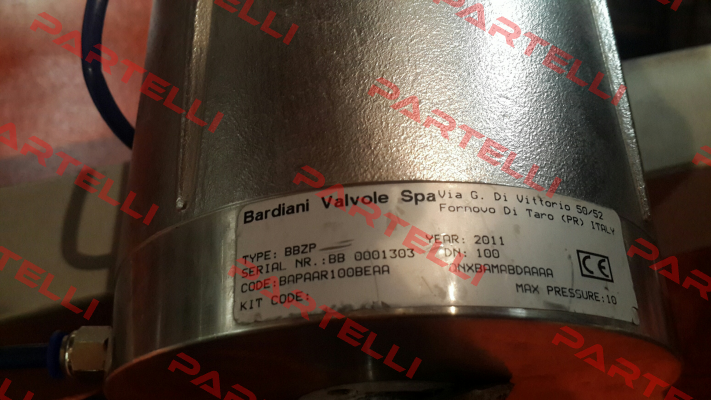 PARTELLI
Bardiani Valvole Spa Via G. Di Vittorio 50/52
Fornovo Di Taro (PR) ITALY
TYPE: BBZP YEAR: 2011
SERIAL NR.:BB 0001303 DN: 100
CODE:BAPAAR100BEAA QNXBAMABDAAAA
KIT CODE: MAX PRESSURE:10
CE